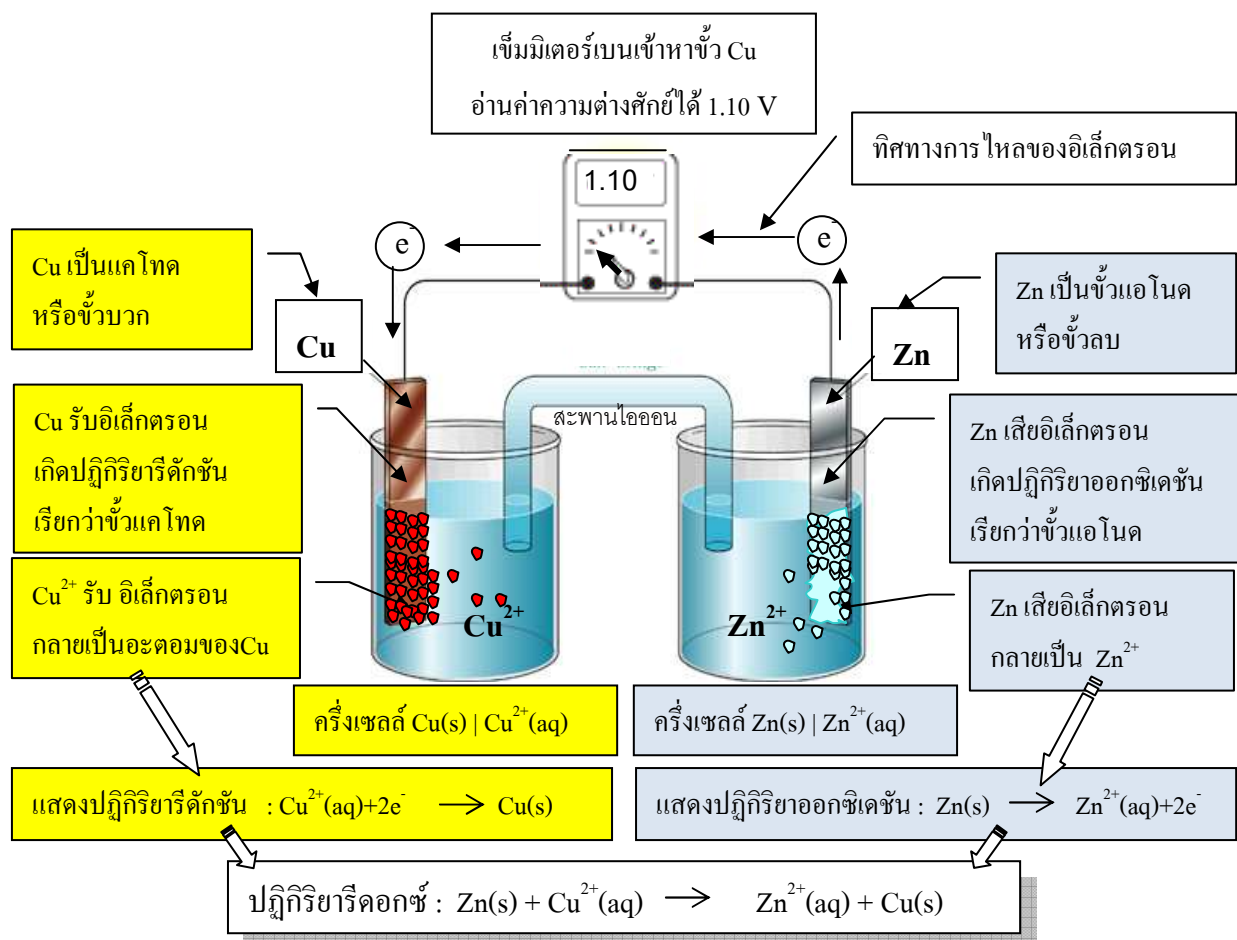 เข็มมิเตอร์เบนเข้าหาขั้ว Cu
อ่านค่าความต่างศักย์ได้ 1.10 V
ทิศทางการไหลของอิเล็กตรอน
1.10
e⁻
e⁻
Cu เป็นแคโทด
หรือขั้วบวก
Cu
Zn
Zn เป็นขั้วแอโนด
หรือขั้วลบ
สะพานไอออน
Cu รับอิเล็กตรอน
เกิดปฏิกิริยารีดักชัน
เรียกว่าขั้วแคโทด
Zn เสียอิเล็กตรอน
เกิดปฏิกิริยาออกซิเดชัน
เรียกว่าขั้วแอโนด
Cu²⁺ รับ อิเล็กตรอน
กลายเป็นอะตอมของCu
Cu²⁺
Zn²⁺
Zn เสียอิเล็กตรอน
กลายเป็น Zn²⁺
ครึ่งเซลล์ Cu(s) | Cu²⁺(aq)
ครึ่งเซลล์ Zn(s) | Zn²⁺(aq)
แสดงปฏิกิริยารีดักชัน : Cu²⁺(aq)+2e⁻ → Cu(s)
แสดงปฏิกิริยาออกซิเดชัน : Zn(s) → Zn²⁺(aq)+2e⁻
ปฏิกิริยารีดอกซ์ : Zn(s) + Cu²⁺(aq) → Zn²⁺(aq) + Cu(s)